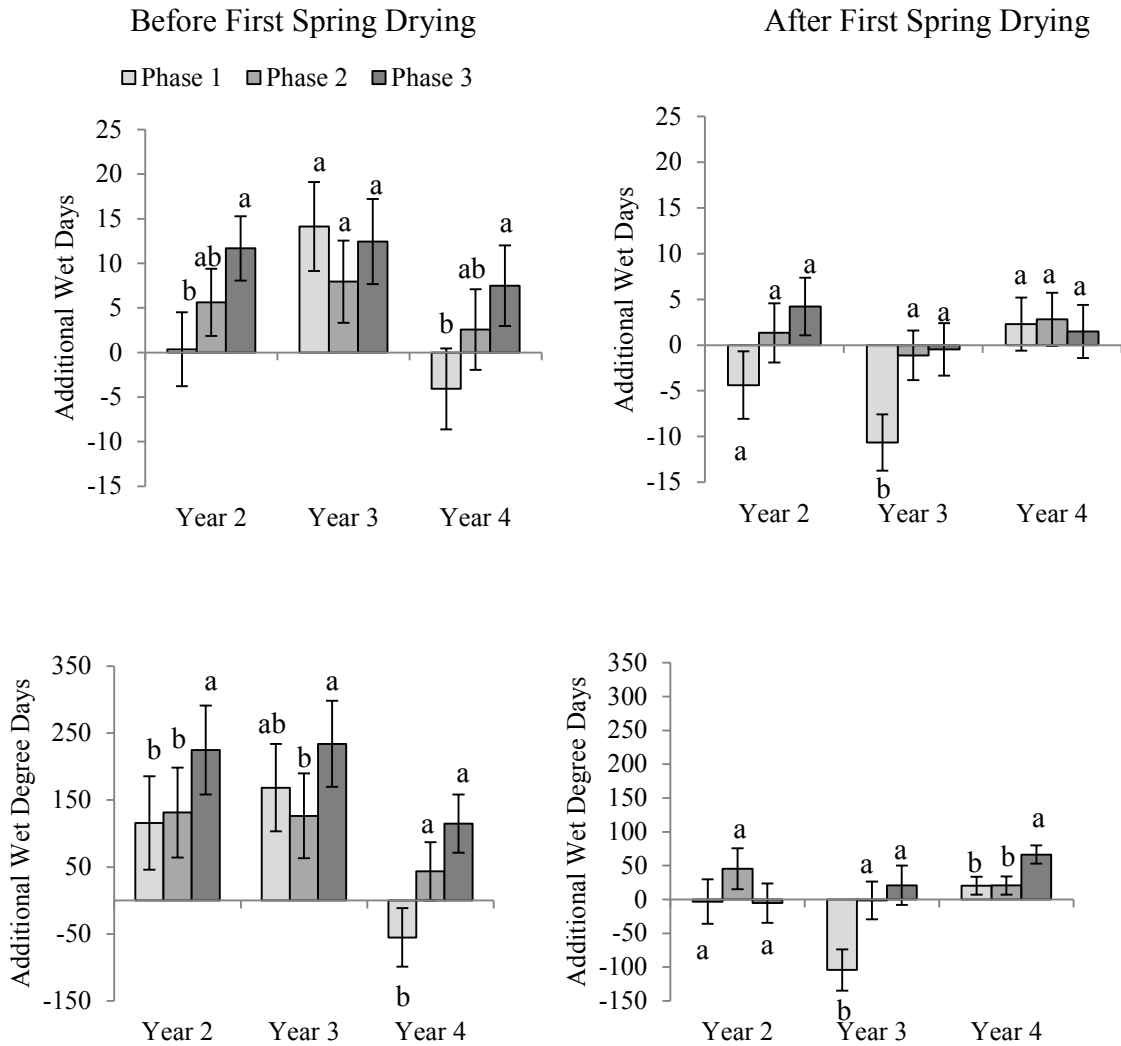 Before First Spring Drying
After First Spring Drying
Phase 1 Phase 2 Phase 3
Additional Wet Days
25
20
15
10
5
0
-5
-10
-15
b ab a
a a a
b ab a
Year 2 Year 3 Year 4
Additional Wet Days
25
20
15
10
5
0
-5
-10
-15
a a a
b a a
a a a
Year 2 Year 3 Year 4
Additional Wet Degree Days
350
250
150
50
-50
-150
b b a
ab b a
b a a
Year 2 Year 3 Year 4
Additional Wet Degree Days
350
300
250
200
150
100
50
0
-50
-100
-150
a a a
b a a
b b a
Year 2 Year 3 Year 4